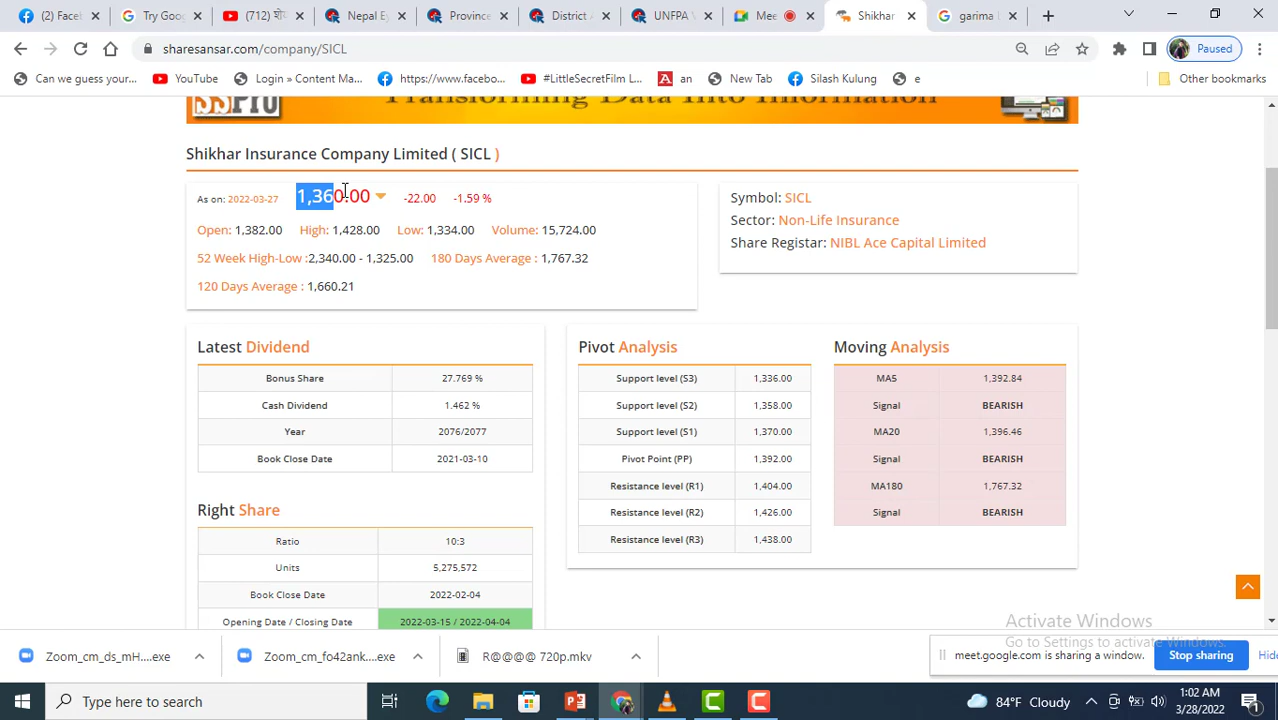 (2) Facel
Try Goog
(712) शेय
Nepal Ey
Province
District A
UNFPA V
Mee
Shikhar
garima l
sharesansar.com/company/SICL
Paused
Can we guess your...
YouTube
Login » Content Ma...
https://www.facebo...
#LittleSecretFilm L...
an
New Tab
Silash Kulung
e
Other bookmarks
SSPro
Transforming Data Into Information
Shikhar Insurance Company Limited ( SICL )
As on: 2022-03-27 1,360.00 -22.00 -1.59 %
Open: 1,382.00 High: 1,428.00 Low: 1,334.00 Volume: 15,724.00
52 Week High-Low :2,340.00 - 1,325.00 180 Days Average : 1,767.32
120 Days Average : 1,660.21
Symbol: SICL
Sector: Non-Life Insurance
Share Registar: NIBL Ace Capital Limited
Latest Dividend
Bonus Share 27.769 %
Cash Dividend 1.462 %
Year 2076/2077
Book Close Date 2021-03-10
Right Share
Ratio 10:3
Units 5,275,572
Book Close Date 2022-02-04
Opening Date / Closing Date 2022-03-15 / 2022-04-04
Pivot Analysis
Support level (S3) 1,336.00
Support level (S2) 1,358.00
Support level (S1) 1,370.00
Pivot Point (PP) 1,392.00
Resistance level (R1) 1,404.00
Resistance level (R2) 1,426.00
Resistance level (R3) 1,438.00
Moving Analysis
MA5 1,392.84
Signal BEARISH
MA20 1,396.46
Signal BEARISH
MA180 1,767.32
Signal BEARISH
Activate Windows
Go to Settings to activate Windows.
Zoom_cm_ds_mH....exe
Zoom_cm_fo42ank....exe
720p.mkv
meet.google.com is sharing a window.
Stop sharing
Hide
Type here to search
84°F Cloudy
1:02 AM
3/28/2022